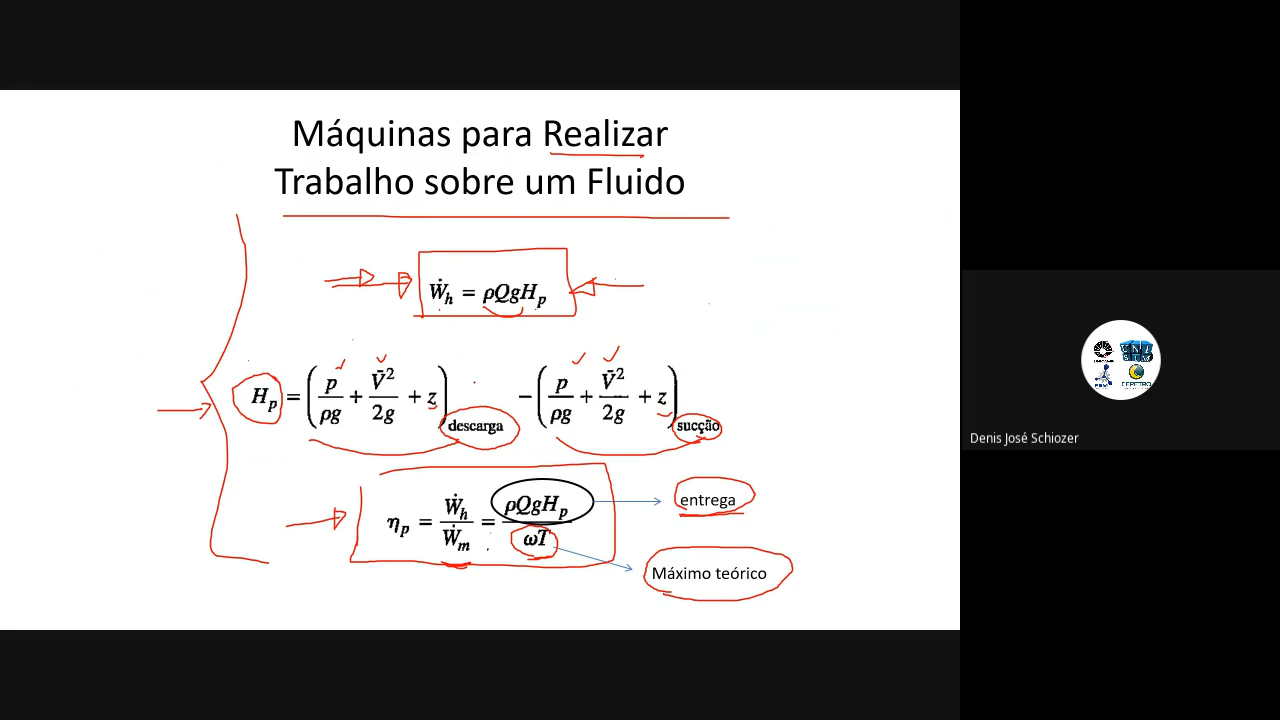 Máquinas para Realizar
Trabalho sobre um Fluido
Ẇ_h = ρQgH_p
H_p = (p/ρg + V̄²/2g + z)descarga − (p/ρg + V̄²/2g + z)sucção
η_p = Ẇ_h/Ẇ_m = ρQgH_p/ωT
entrega
Máximo teórico
Denis José Schiozer